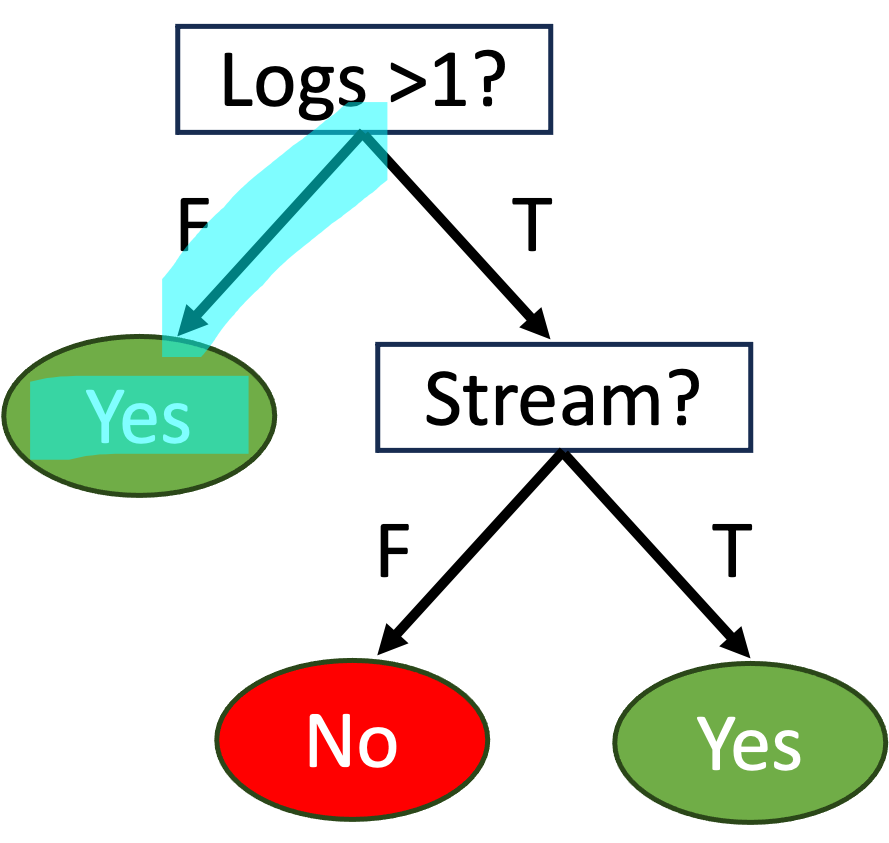 Logs >1?
F
T
Yes
Stream?
F
T
No
Yes